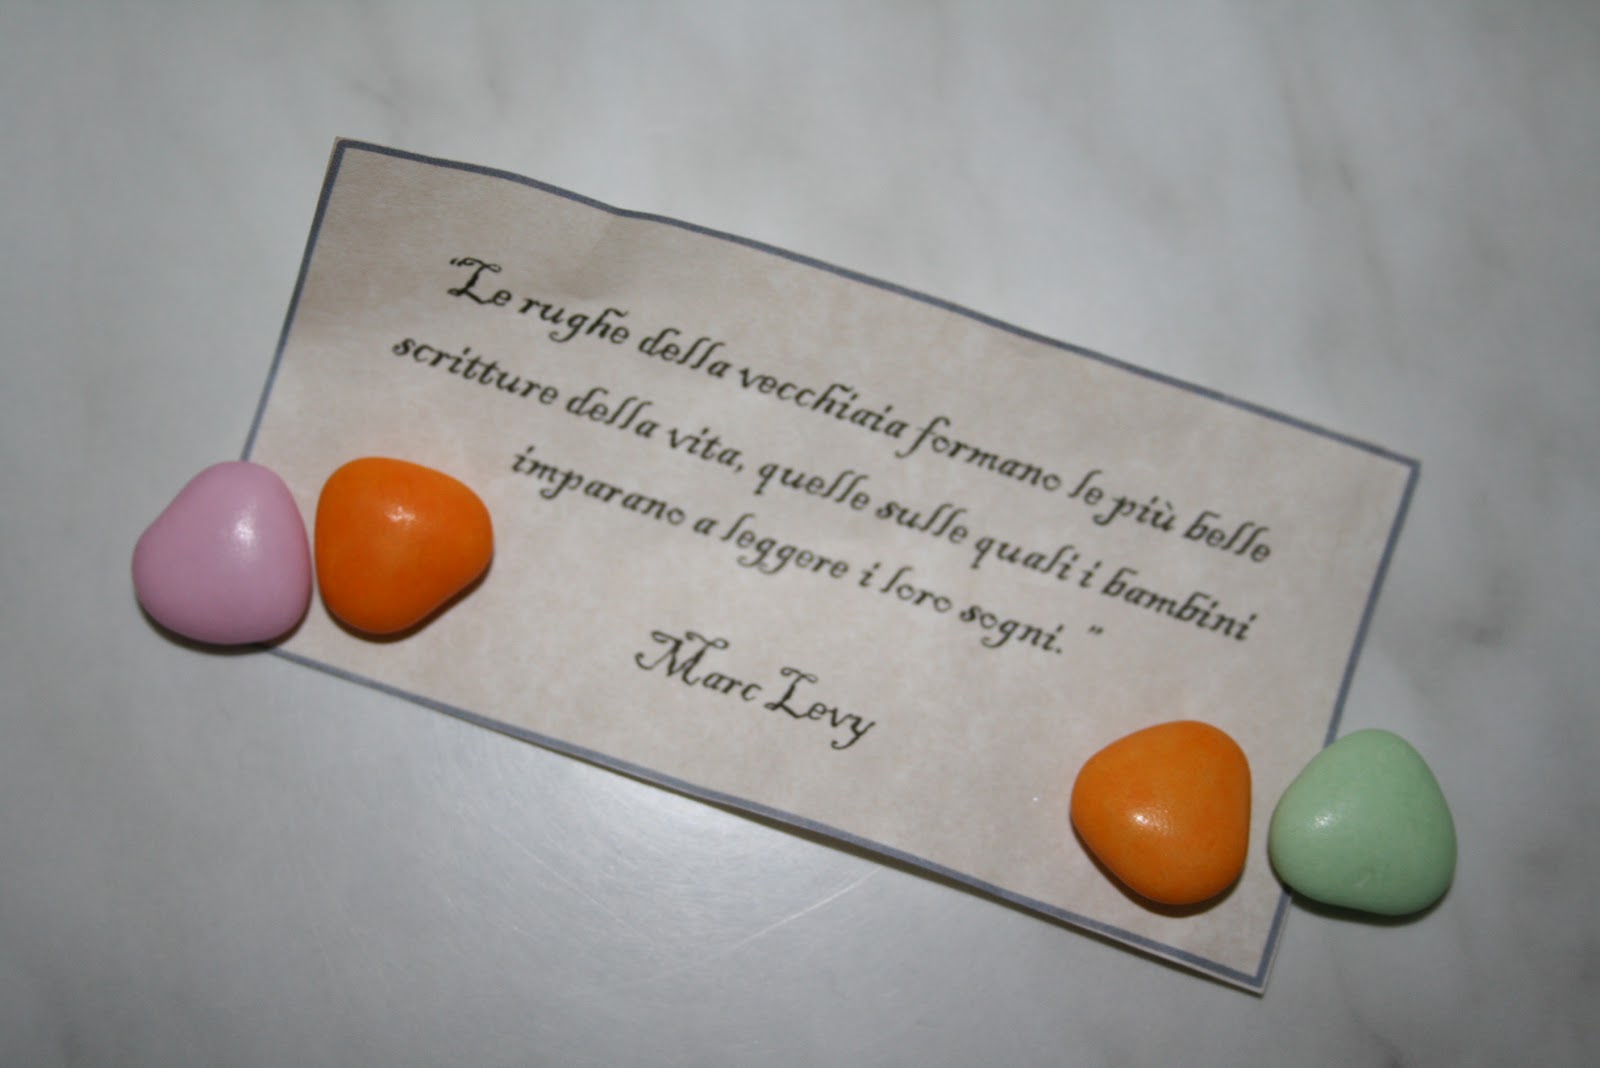 “Le rughe della vecchiaia formano le più belle
scritture della vita, quelle sulle quali i bambini
imparano a leggere i loro sogni. ”
Marc Levy